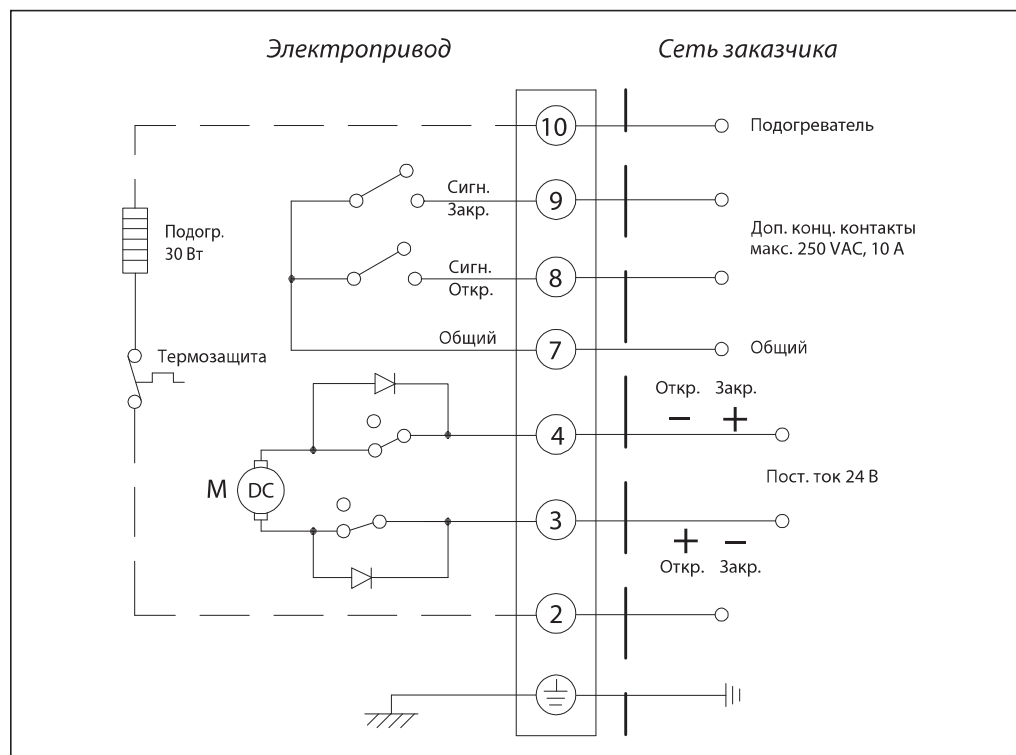 Электропривод
Сеть заказчика
10
Подогреватель
Сигн.
Закр.
9
Подогр.
30 Вт
Доп. конц. контакты
макс. 250 VAC, 10 A
Сигн.
Откр.
8
Общий
7
Общий
Термозащита
Откр. Закр.
− +
4
M
DC
Пост. ток 24 В
3
+ −
Откр. Закр.
2